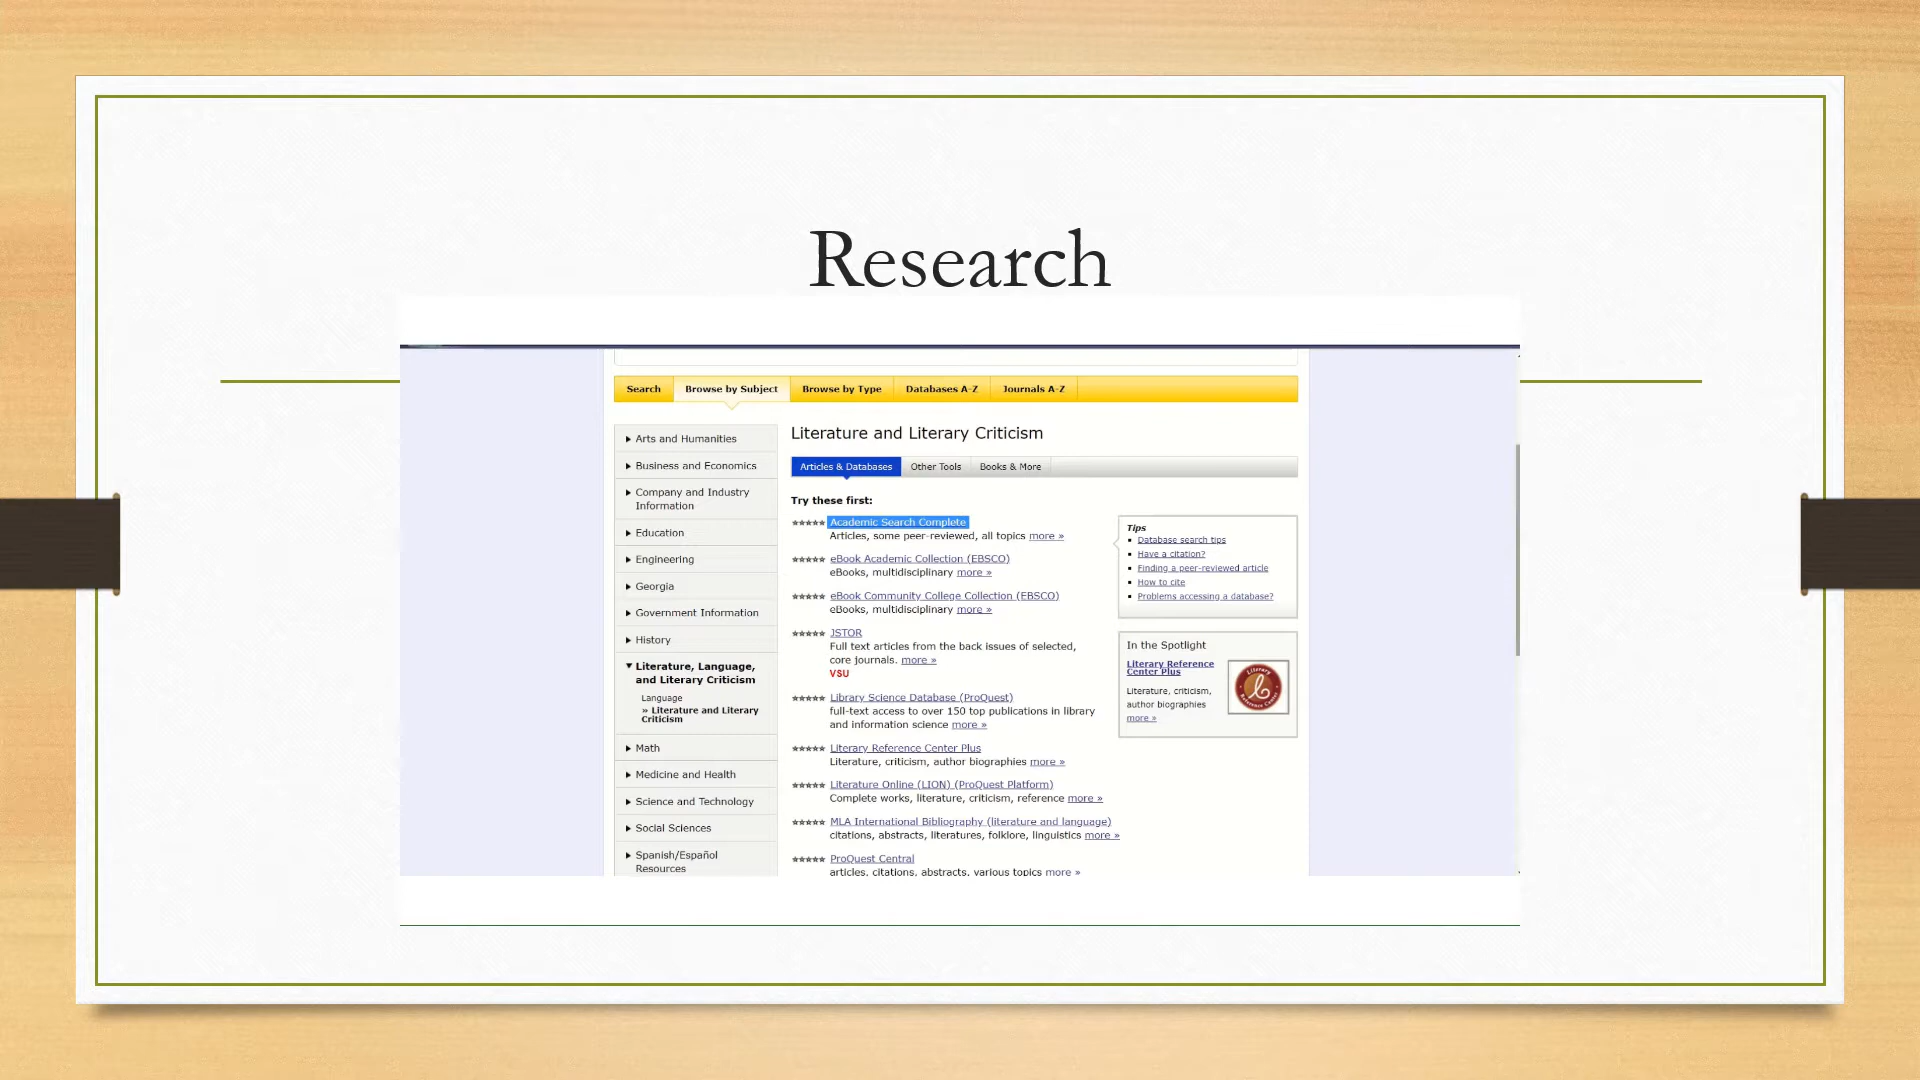 Research
Search
Browse by Subject
Browse by Type
Databases A-Z
Journals A-Z
Arts and Humanities
Business and Economics
Company and Industry
Information
Education
Engineering
Georgia
Government Information
History
Literature, Language,
and Literary Criticism
Language
» Literature and Literary
Criticism
Math
Medicine and Health
Science and Technology
Social Sciences
Spanish/Español
Resources
Literature and Literary Criticism
Articles & Databases
Other Tools
Books & More
Try these first:
Academic Search Complete
Articles, some peer-reviewed, all topics more »
eBook Academic Collection (EBSCO)
eBooks, multidisciplinary more »
eBook Community College Collection (EBSCO)
eBooks, multidisciplinary more »
JSTOR
Full text articles from the back issues of selected,
core journals. more »
VSU
Library Science Database (ProQuest)
full-text access to over 150 top publications in library
and information science more »
Literary Reference Center Plus
Literature, criticism, author biographies more »
Literature Online (LION) (ProQuest Platform)
Complete works, literature, criticism, reference more »
MLA International Bibliography (literature and language)
citations, abstracts, literatures, folklore, linguistics more »
ProQuest Central
articles, citations, abstracts, various topics more »
Tips
Database search tips
Have a citation?
Finding a peer-reviewed article
How to cite
Problems accessing a database?
In the Spotlight
Literary Reference
Center Plus
Literature, criticism,
author biographies
more »